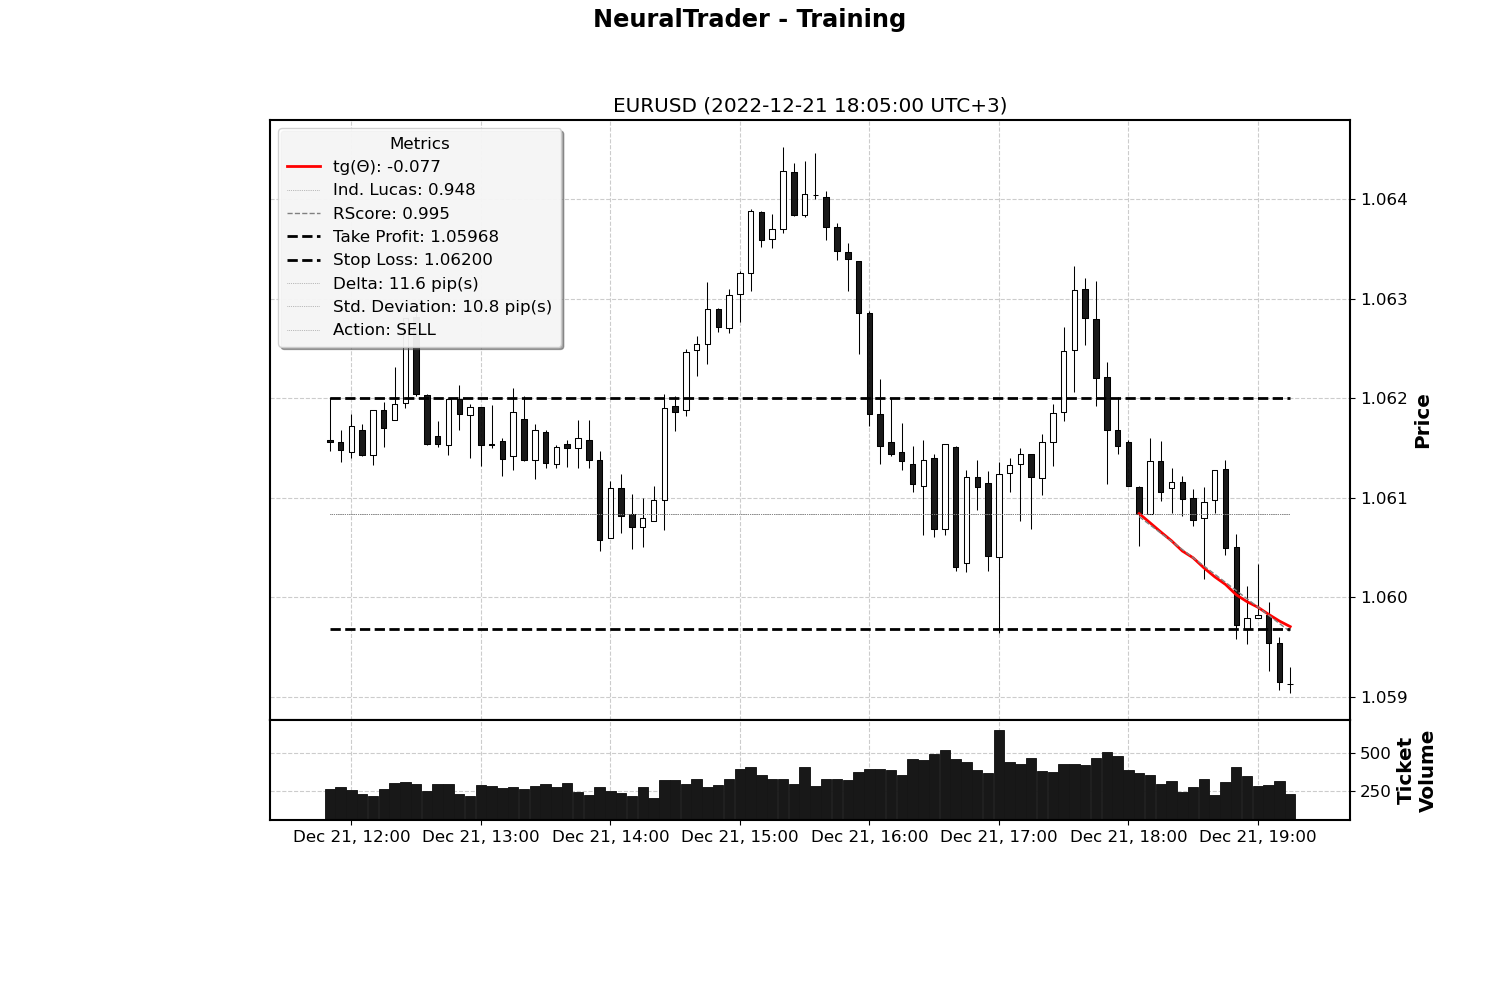 NeuralTrader - Training
EURUSD (2022-12-21 18:05:00 UTC+3)
Metrics
tg(Θ): -0.077
Ind. Lucas: 0.948
RScore: 0.995
Take Profit: 1.05968
Stop Loss: 1.06200
Delta: 11.6 pip(s)
Std. Deviation: 10.8 pip(s)
Action: SELL
1.064
1.063
1.062
1.061
1.060
1.059
Price
500
250
Ticket
Volume
Dec 21, 12:00
Dec 21, 13:00
Dec 21, 14:00
Dec 21, 15:00
Dec 21, 16:00
Dec 21, 17:00
Dec 21, 18:00
Dec 21, 19:00